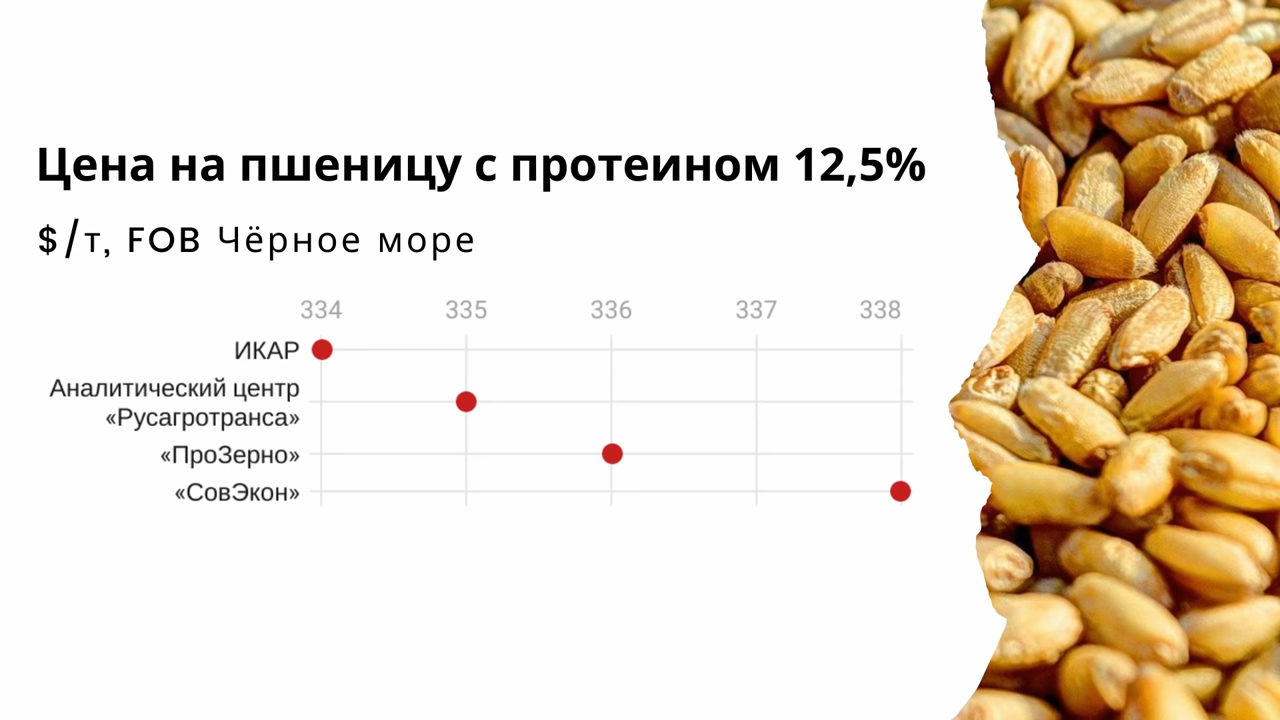 Цена на пшеницу с протеином 12,5%
$/т, FOB Чёрное море
334 335 336 337 338
ИКАР
Аналитический центр
«Русагротранса»
«ПроЗерно»
«СовЭкон»